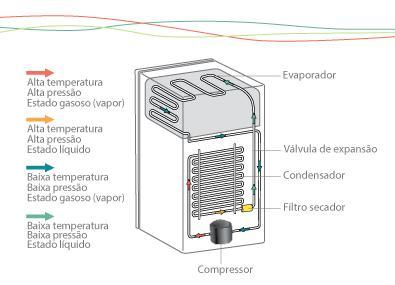 Alta temperatura
Alta pressão
Estado gasoso (vapor)
Alta temperatura
Alta pressão
Estado líquido
Baixa temperatura
Baixa pressão
Estado gasoso (vapor)
Baixa temperatura
Baixa pressão
Estado líquido
Evaporador
Válvula de expansão
Condensador
Filtro secador
Compressor